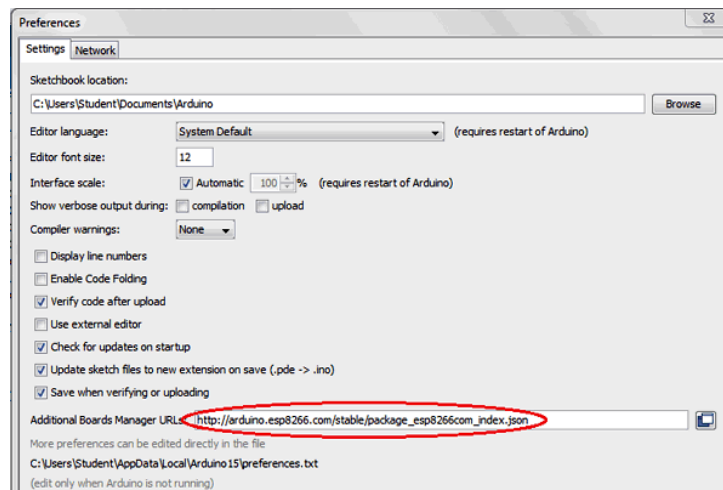 Preferences
Settings Network
Sketchbook location:
C:\Users\Student\Documents\Arduino Browse
Editor language: System Default (requires restart of Arduino)
Editor font size: 12
Interface scale: Automatic 100 % (requires restart of Arduino)
Show verbose output during: compilation upload
Compiler warnings: None
Display line numbers
Enable Code Folding
Verify code after upload
Use external editor
Check for updates on startup
Update sketch files to new extension on save (.pde -> .ino)
Save when verifying or uploading
Additional Boards Manager URLs: http://arduino.esp8266.com/stable/package_esp8266com_index.json
More preferences can be edited directly in the file
C:\Users\Student\AppData\Local\Arduino15\preferences.txt
(edit only when Arduino is not running)